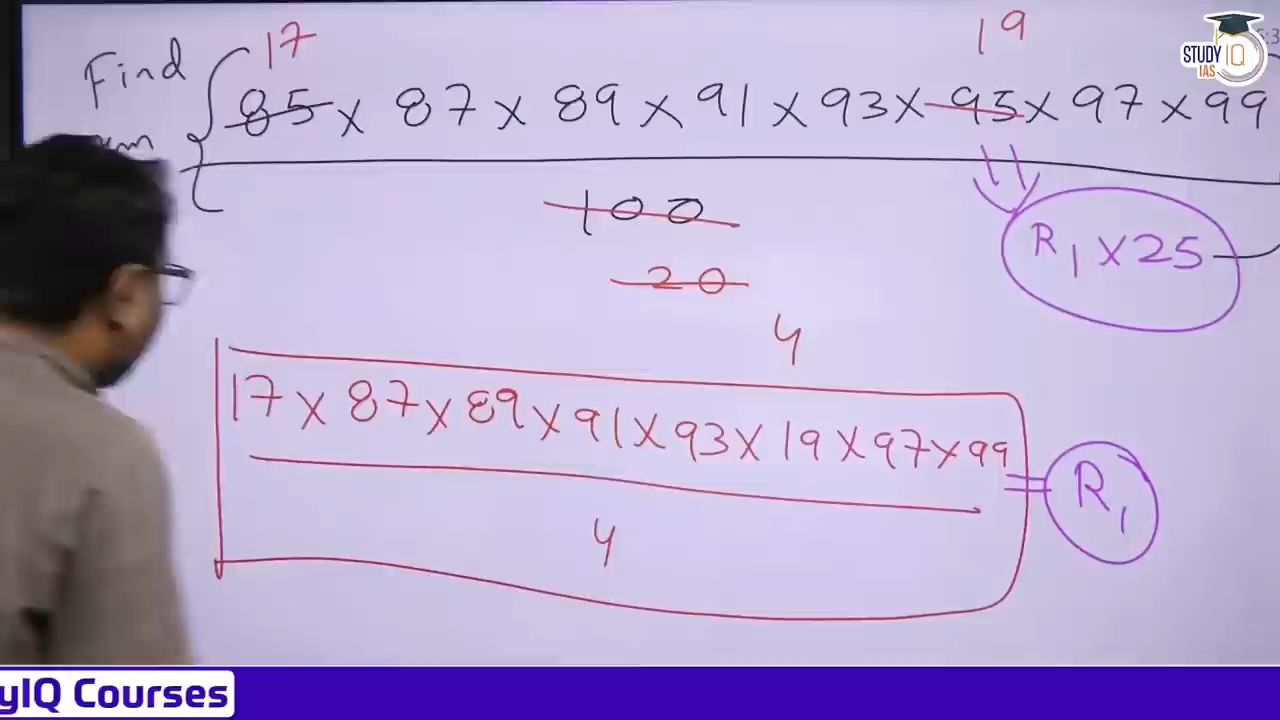 17 19
Find 85 x 87 x 89 x 91 x 93 x 95 x 97 x 99
100
R1 x 25
20
4
17 x 87 x 89 x 91 x 93 x 19 x 97 x 99
= R1
4
STUDY IQ
IAS
yIQ Courses